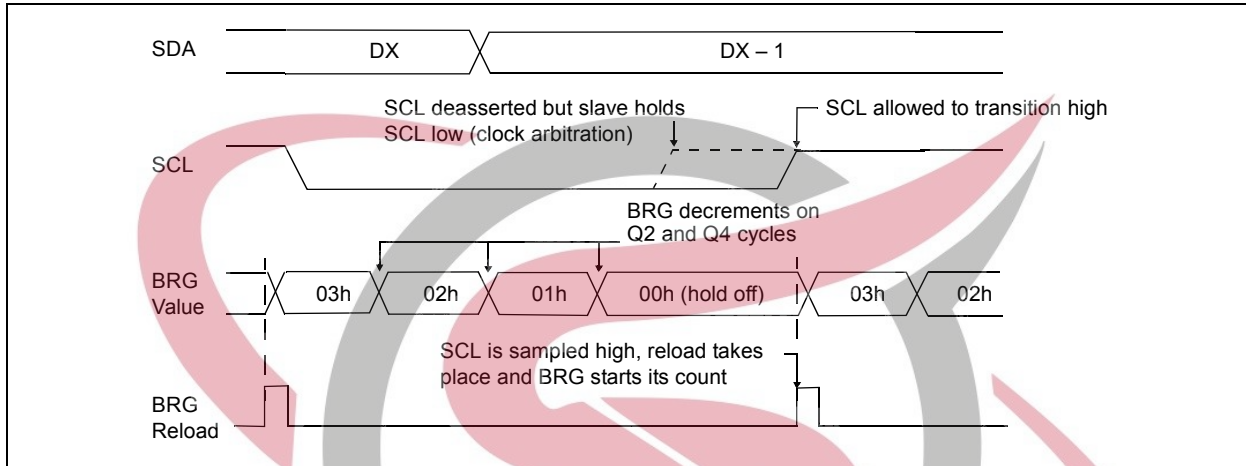 SDA
DX
DX – 1
SCL deasserted but slave holds
SCL low (clock arbitration)
SCL allowed to transition high
SCL
BRG decrements on
Q2 and Q4 cycles
BRG
Value
03h
02h
01h
00h (hold off)
03h
02h
SCL is sampled high, reload takes
place and BRG starts its count
BRG
Reload